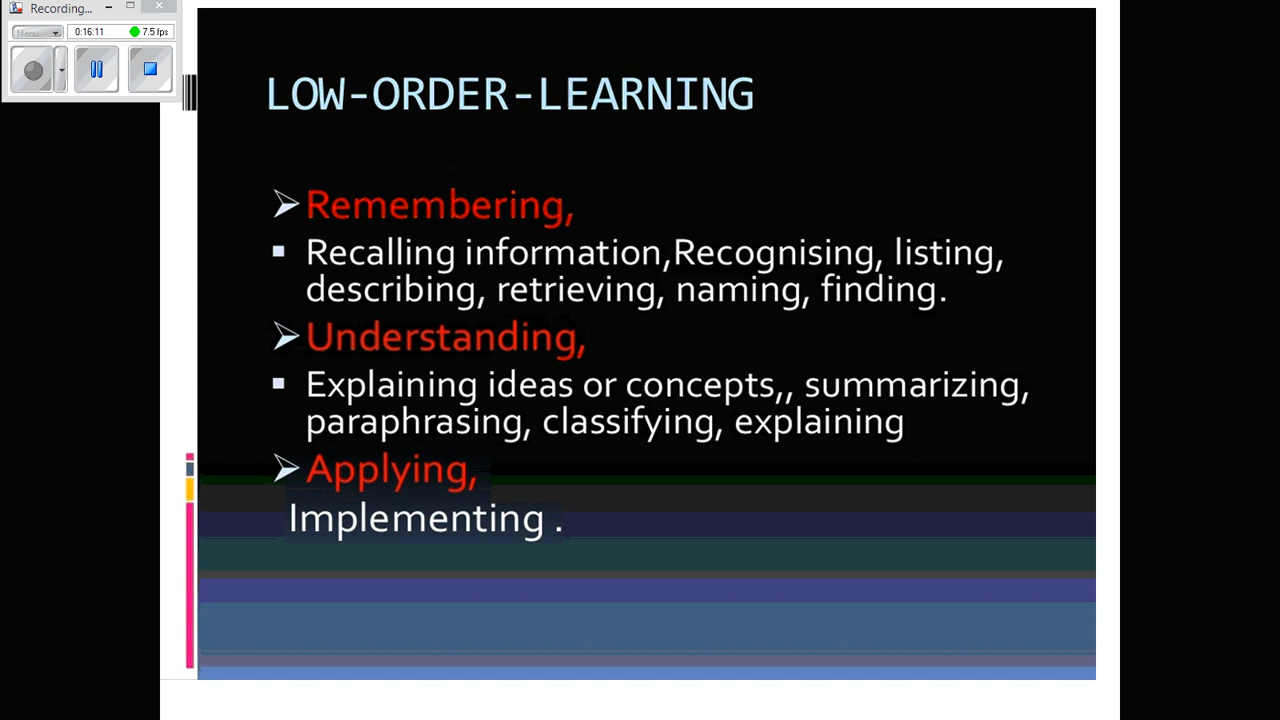 Recording...
Menu
0:16:11
7.5 fps
LOW-ORDER-LEARNING
Remembering,
Recalling information,Recognising, listing,
describing, retrieving, naming, finding.
Understanding,
Explaining ideas or concepts,, summarizing,
paraphrasing, classifying, explaining
Applying,
Implementing .